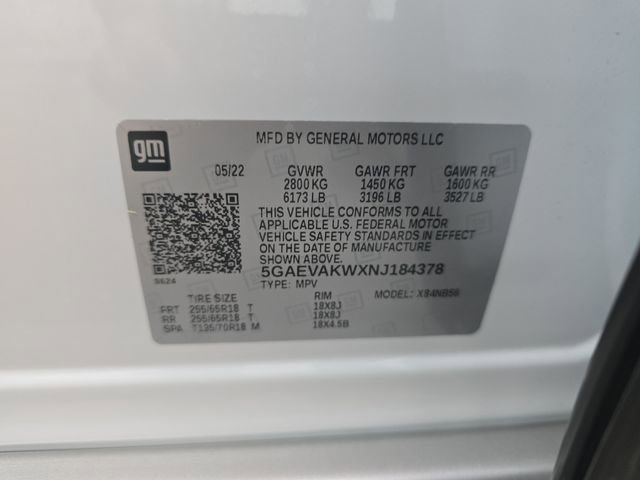 gm
MFD BY GENERAL MOTORS LLC
05/22 GVWR GAWR FRT GAWR RR
2800 KG 1450 KG 1600 KG
6173 LB 3196 LB 3527 LB
THIS VEHICLE CONFORMS TO ALL
APPLICABLE U.S. FEDERAL MOTOR
VEHICLE SAFETY STANDARDS IN EFFECT
ON THE DATE OF MANUFACTURE SHOWN ABOVE.
5GAEVAKWXNJ184378
S624
TYPE: MPV MODEL: X84NB56
TIRE SIZE RIM
FRT 255/65R18 T 18X8J
RR 255/65R18 T 18X8J
SPA T135/70R18 M 18X4.5B